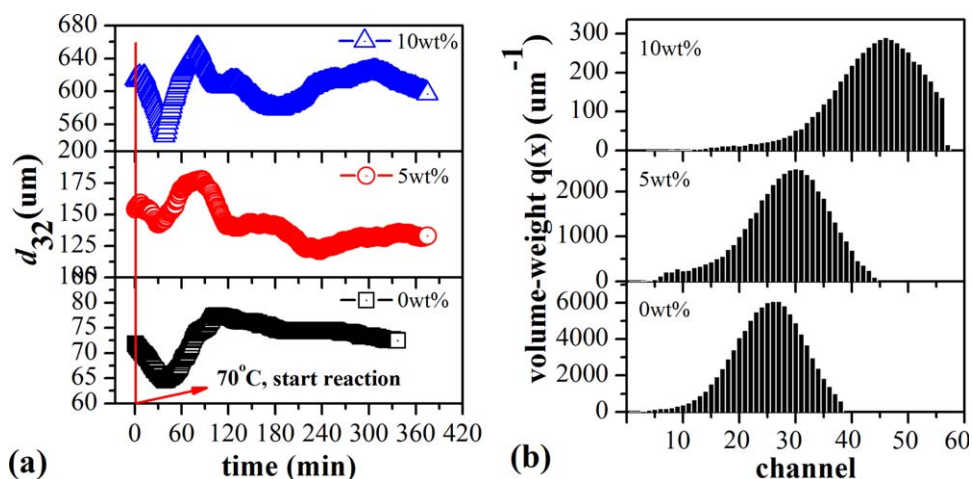 d32(um)
680
640
600
560
200
175
150
125
80
75
70
65
60
10wt%
5wt%
0wt%
70°C, start reaction
0 60 120 180 240 300 360 420
time (min)
(a)
volume-weight q(x) (um⁻¹)
300
200
100
0
2000
1000
0
6000
4000
2000
0
10wt%
5wt%
0wt%
10 20 30 40 50 60
channel
(b)